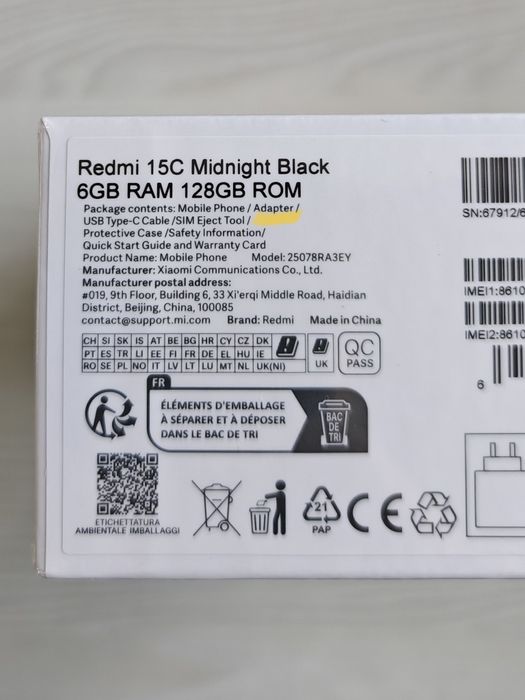 Redmi 15C Midnight Black
6GB RAM 128GB ROM
Package contents: Mobile Phone / Adapter /
USB Type-C Cable /SIM Eject Tool /
Protective Case /Safety Information/
Quick Start Guide and Warranty Card
Product Name: Mobile Phone Model: 25078RA3EY
Manufacturer: Xiaomi Communications Co., Ltd.
Manufacturer postal address:
#019, 9th Floor, Building 6, 33 Xi'erqi Middle Road, Haidian
District, Beijing, China, 100085
contact@support.mi.com Brand: Redmi Made in China
CH SI SK IS AT BE BG HR CY CZ DK
PT ES TR LI EE FI FR DE EL HU IE
RO SE PL NO IT LV LT LU MT NL UK(NI)
UK
QC
PASS
SN:67912/6
IMEI1:8610
IMEI2:8610
6
FR
ÉLÉMENTS D'EMBALLAGE
À SÉPARER ET À DÉPOSER
DANS LE BAC DE TRI
BAC
DE
TRI
ETICHETTATURA
AMBIENTALE IMBALLAGGI
21
PAP
CE